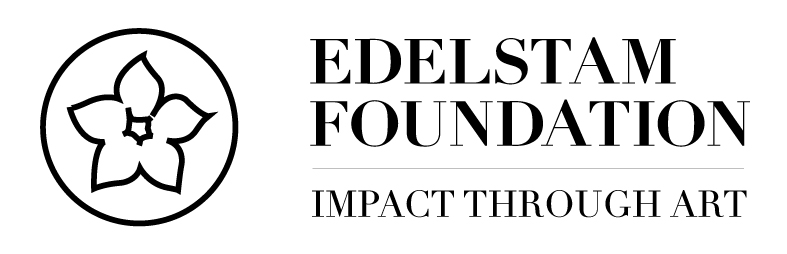 EDELSTAM
FOUNDATION
IMPACT THROUGH ART